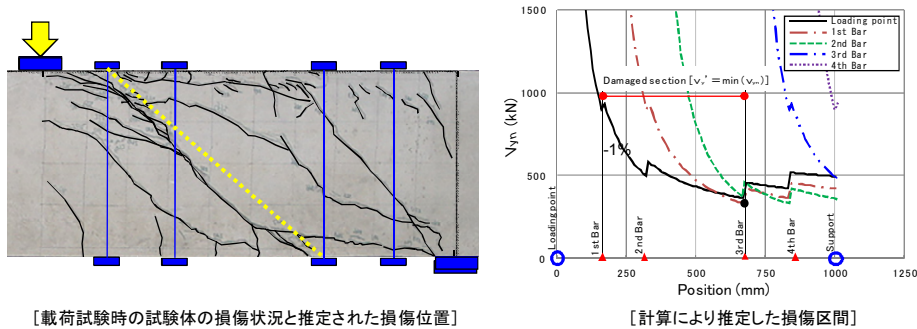 1500
1000
500
0
V_yn (kN)
Loading point
1st Bar
2nd Bar
3rd Bar
4th Bar
Damaged section [v_y' = min (v_yn)]
-1%
Loading point
1st Bar
2nd Bar
3rd Bar
4th Bar
Support
0 250 500 750 1000 1250
Position (mm)
[載荷試験時の試験体の損傷状況と推定された損傷位置]
[計算により推定した損傷区間]